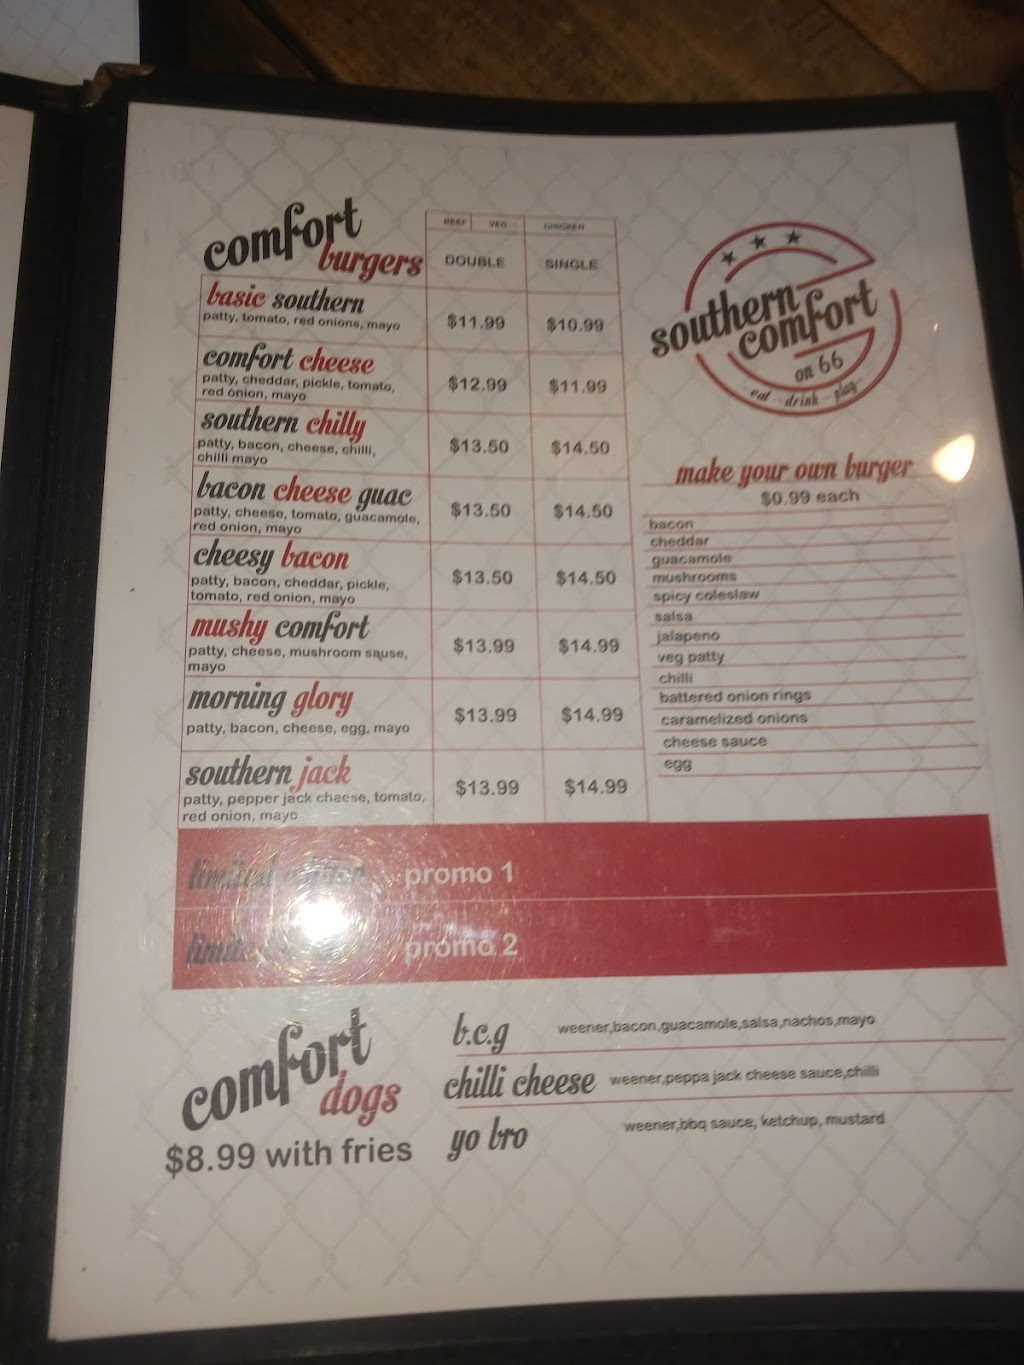 comfort
burgers
BEEF VEG CHICKEN
DOUBLE SINGLE
basic southern
patty, tomato, red onions, mayo
$11.99 $10.99
comfort cheese
patty, cheddar, pickle, tomato,
red onion, mayo
$12.99 $11.99
southern chilly
patty, bacon, cheese, chilli,
chilli mayo
$13.50 $14.50
bacon cheese guac
patty, cheese, tomato, guacamole,
red onion, mayo
$13.50 $14.50
cheesy bacon
patty, bacon, cheddar, pickle,
tomato, red onion, mayo
$13.50 $14.50
mushy comfort
patty, cheese, mushroom sause,
mayo
$13.99 $14.99
morning glory
patty, bacon, cheese, egg, mayo
$13.99 $14.99
southern jack
patty, pepper jack cheese, tomato,
red onion, mayo
$13.99 $14.99
southern
comfort
on 66
eat - drink - play
make your own burger
$0.99 each
bacon
cheddar
guacamole
mushrooms
spicy coleslaw
salsa
jalapeno
veg patty
chilli
battered onion rings
caramelized onions
cheese sauce
egg
limited edition promo 1
limited promo 2
comfort
dogs
$8.99 with fries
b.c.g weener,bacon,guacamole,salsa,nachos,mayo
chilli cheese weener,peppa jack cheese sauce,chilli
yo bro weener,bbq sauce, ketchup, mustard